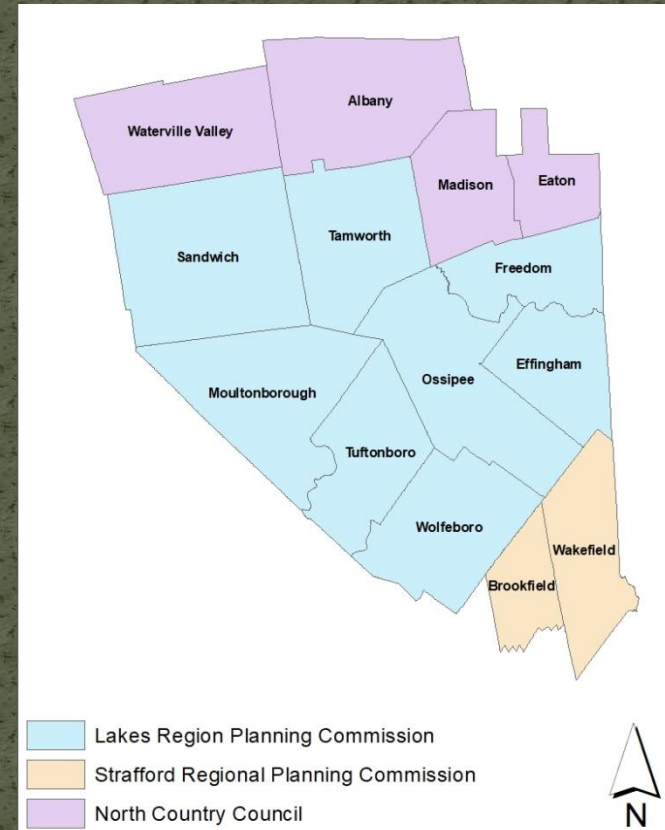 Albany
Waterville Valley
Madison
Eaton
Tamworth
Sandwich
Freedom
Effingham
Ossipee
Moultonborough
Tuftonboro
Wolfeboro
Wakefield
Brookfield
Lakes Region Planning Commission
Strafford Regional Planning Commission
North Country Council
N